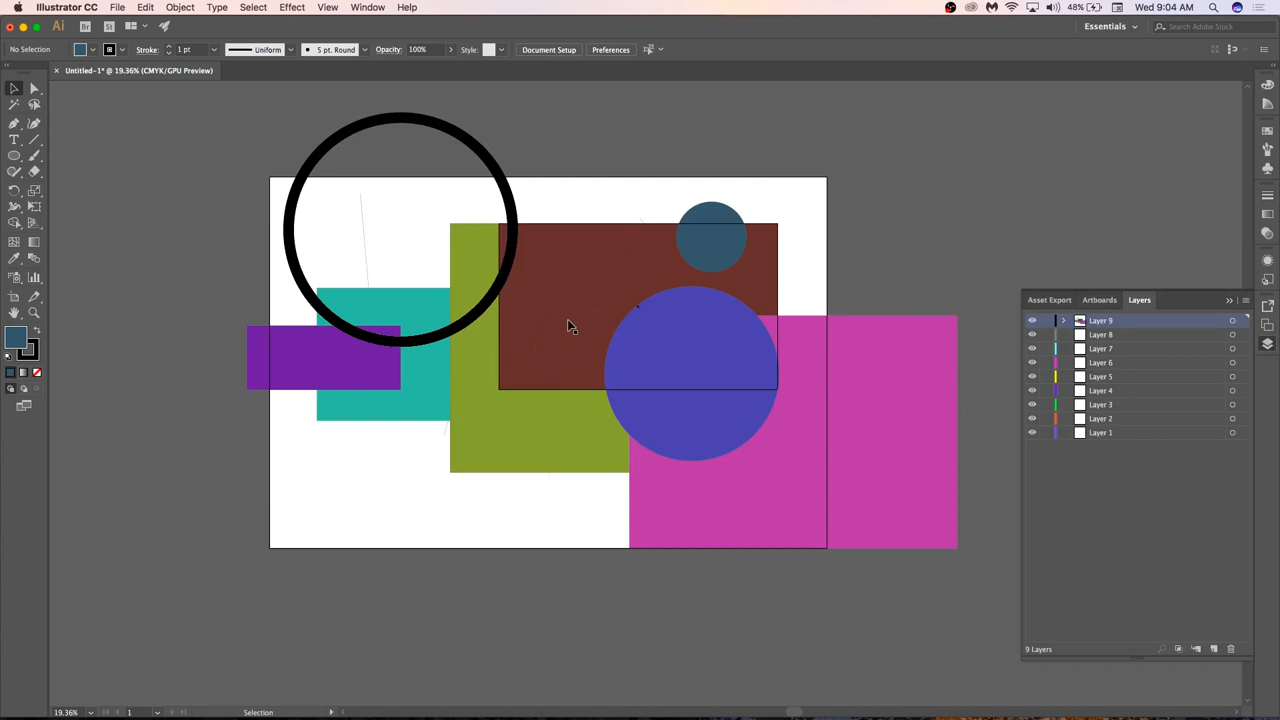 Illustrator CC File Edit Object Type Select Effect View Window Help 48% Wed 9:04 AM
Ai Br St Essentials Search Adobe Stock
No Selection Stroke: 1 pt Uniform 5 pt. Round Opacity: 100% Style: Document Setup Preferences
Untitled-1* @ 19.36% (CMYK/GPU Preview)
Asset Export Artboards Layers
Layer 9
Layer 8
Layer 7
Layer 6
Layer 5
Layer 4
Layer 3
Layer 2
Layer 1
9 Layers
19.36% 1 Selection